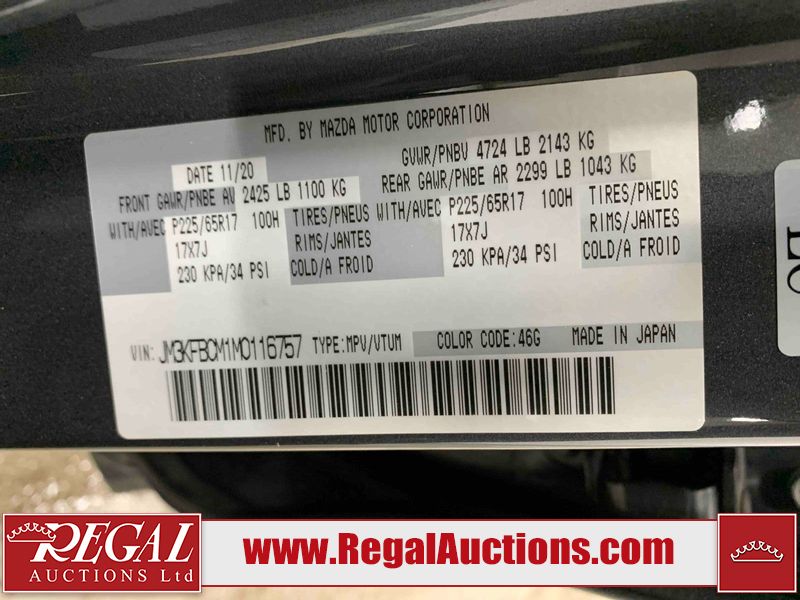 MFD. BY MAZDA MOTOR CORPORATION
DATE 11/20 GVWR/PNBV 4724 LB 2143 KG
FRONT GAWR/PNBE AV 2425 LB 1100 KG REAR GAWR/PNBE AR 2299 LB 1043 KG
WITH/AVEC P225/65R17 100H TIRES/PNEUS WITH/AVEC P225/65R17 100H TIRES/PNEUS
17X7J RIMS/JANTES 17X7J RIMS/JANTES
230 KPA/34 PSI COLD/A FROID 230 KPA/34 PSI COLD/A FROID
VIN: JM3KFBCM1M0116757 TYPE:MPV/VTUM COLOR CODE:46G MADE IN JAPAN
REGAL
AUCTIONS Ltd
www.RegalAuctions.com